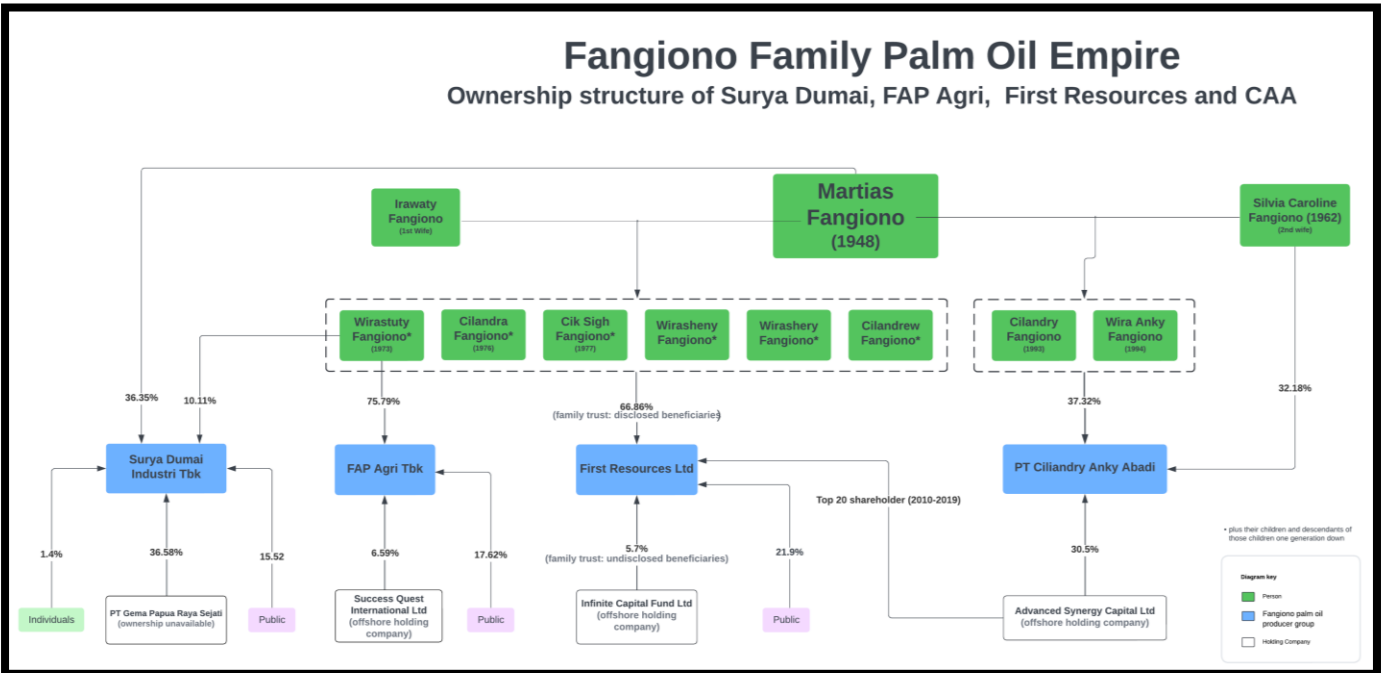 Fangiono Family Palm Oil Empire
Ownership structure of Surya Dumai, FAP Agri, First Resources and CAA
Irawaty
Fangiono
(1st Wife)
Martias
Fangiono
(1948)
Silvia Caroline
Fangiono (1962)
(2nd wife)
Wirastuty
Fangiono*
(1973)
Cilandra
Fangiono*
(1976)
Cik Sigh
Fangiono*
(1977)
Wirasheny
Fangiono*
Wirashery
Fangiono*
Cilandrew
Fangiono*
Cilandry
Fangiono
(1993)
Wira Anky
Fangiono
(1994)
36.35%
10.11%
75.79%
66.86%
(family trust: disclosed beneficiaries)
37.32%
32.18%
Surya Dumai
Industri Tbk
FAP Agri Tbk
First Resources Ltd
PT Ciliandry Anky Abadi
Top 20 shareholder (2010-2019)
1.4%
36.58%
15.52
6.59%
17.62%
5.7%
(family trust: undisclosed beneficiaries)
21.9%
30.5%
Individuals
PT Gema Papua Raya Sejati
(ownership unavailable)
Public
Success Quest
International Ltd
(offshore holding
company)
Public
Infinite Capital Fund Ltd
(offshore holding
company)
Public
Advanced Synergy Capital Ltd
(offshore holding company)
* plus their children and descendants of
those children one generation down
Diagram key
Person
Fangiono palm oil
producer group
Holding Company